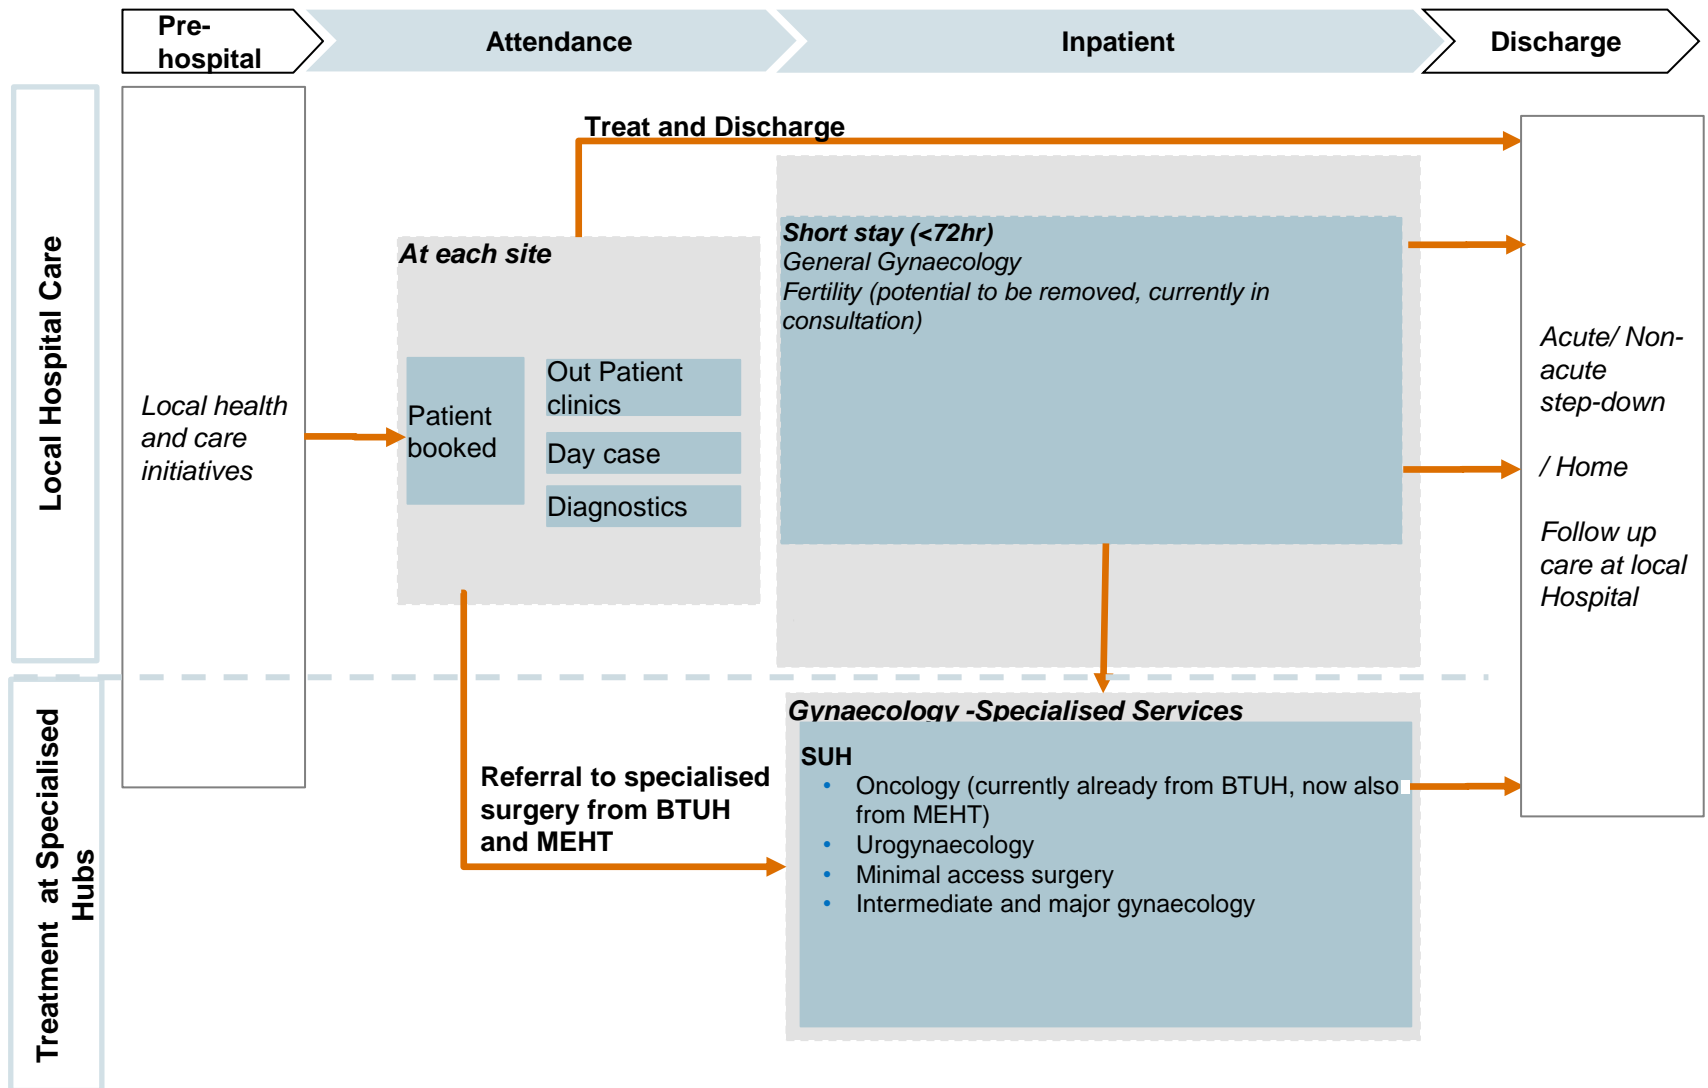 Pre-
hospital
Attendance
Inpatient
Discharge
Local Hospital Care
Treat and Discharge
At each site
Short stay (<72hr)
General Gynaecology
Fertility (potential to be removed, currently in
consultation)
Local health
and care
initiatives
Patient
booked
Out Patient
clinics
Day case
Diagnostics
Acute/ Non-
acute
step-down
/ Home
Follow up
care at local
Hospital
Treatment at Specialised
Hubs
Referral to specialised
surgery from BTUH
and MEHT
Gynaecology -Specialised Services
SUH
• Oncology (currently already from BTUH, now also
from MEHT)
• Urogynaecology
• Minimal access surgery
• Intermediate and major gynaecology